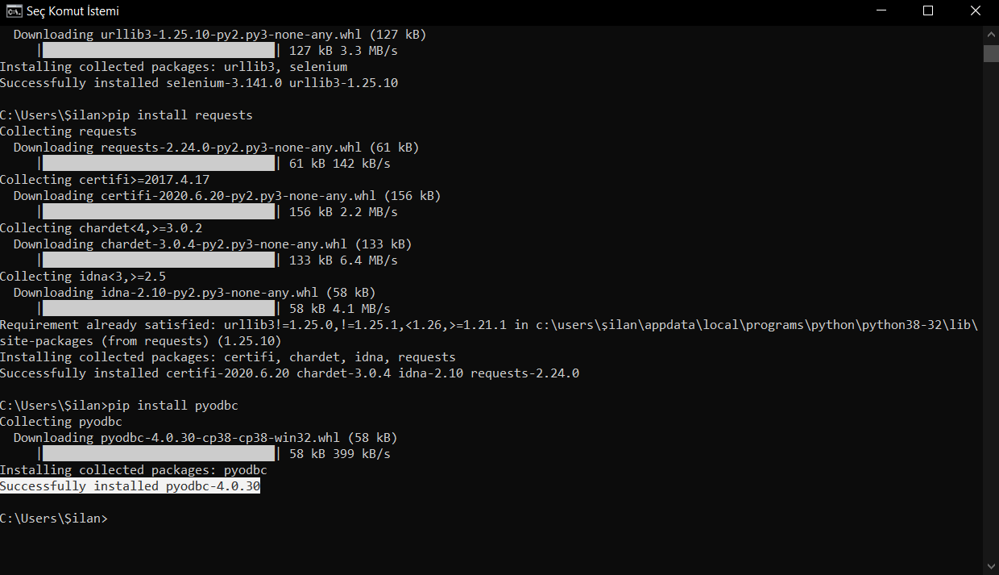 Seç Komut İstemi
Downloading urllib3-1.25.10-py2.py3-none-any.whl (127 kB)
| | 127 kB 3.3 MB/s
Installing collected packages: urllib3, selenium
Successfully installed selenium-3.141.0 urllib3-1.25.10
C:\Users\Şilan>pip install requests
Collecting requests
Downloading requests-2.24.0-py2.py3-none-any.whl (61 kB)
| | 61 kB 142 kB/s
Collecting certifi>=2017.4.17
Downloading certifi-2020.6.20-py2.py3-none-any.whl (156 kB)
| | 156 kB 2.2 MB/s
Collecting chardet<4,>=3.0.2
Downloading chardet-3.0.4-py2.py3-none-any.whl (133 kB)
| | 133 kB 6.4 MB/s
Collecting idna<3,>=2.5
Downloading idna-2.10-py2.py3-none-any.whl (58 kB)
| | 58 kB 4.1 MB/s
Requirement already satisfied: urllib3!=1.25.0,!=1.25.1,<1.26,>=1.21.1 in c:\users\şilan\appdata\local\programs\python\python38-32\lib\
site-packages (from requests) (1.25.10)
Installing collected packages: certifi, chardet, idna, requests
Successfully installed certifi-2020.6.20 chardet-3.0.4 idna-2.10 requests-2.24.0
C:\Users\Şilan>pip install pyodbc
Collecting pyodbc
Downloading pyodbc-4.0.30-cp38-cp38-win32.whl (58 kB)
| | 58 kB 399 kB/s
Installing collected packages: pyodbc
Successfully installed pyodbc-4.0.30
C:\Users\Şilan>